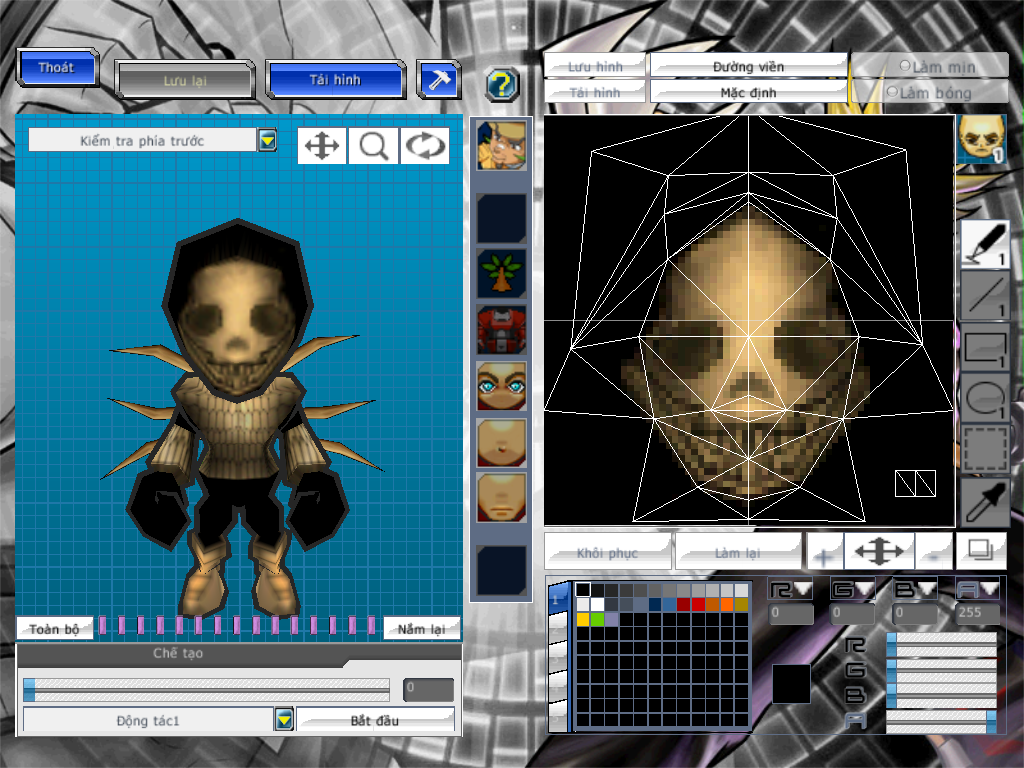 Thoát
Lưu lại
Tải hình
Lưu hình
Đường viền
Làm mịn
Tải hình
Mặc định
Làm bóng
Kiểm tra phía trước
1
1
1
1
1
Toàn bộ
Nắm lại
Khôi phục
Làm lại
Chế tạo
0
Động tác1
Bắt đầu
1
R
G
B
A
0
0
0
255
R
G
B
A